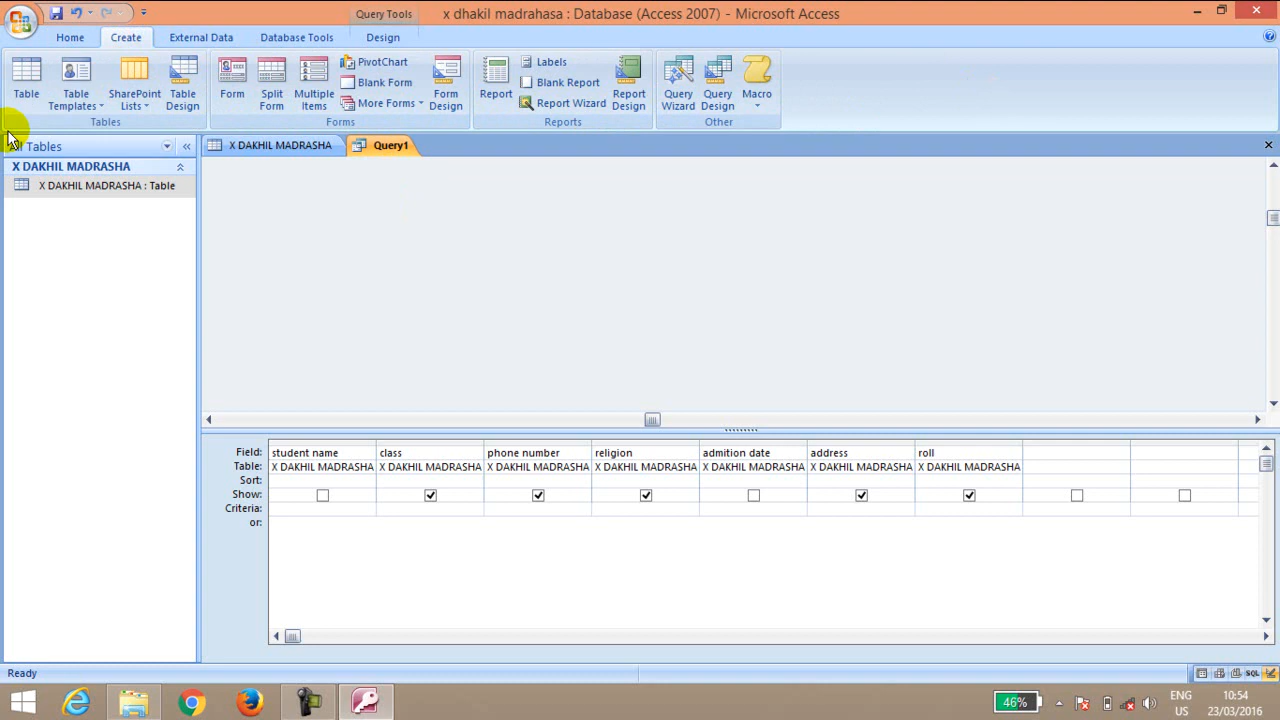 Query Tools
x dhakil madrahasa : Database (Access 2007) - Microsoft Access
Home Create External Data Database Tools Design
Table
Table Templates
SharePoint Lists
Table Design
Tables
Form
Split Form
Multiple Items
PivotChart
Blank Form
More Forms
Form Design
Forms
Report
Labels
Blank Report
Report Wizard
Report Design
Reports
Query Wizard
Query Design
Macro
Other
Tables
X DAKHIL MADRASHA Query1
X DAKHIL MADRASHA
X DAKHIL MADRASHA : Table
Field: student name class phone number religion admition date address roll
Table: X DAKHIL MADRASHA X DAKHIL MADRASHA X DAKHIL MADRASHA X DAKHIL MADRASHA X DAKHIL MADRASHA X DAKHIL MADRASHA X DAKHIL MADRASHA
Sort:
Show:
Criteria:
or:
Ready
SQL
46%
ENG
US
10:54
23/03/2016